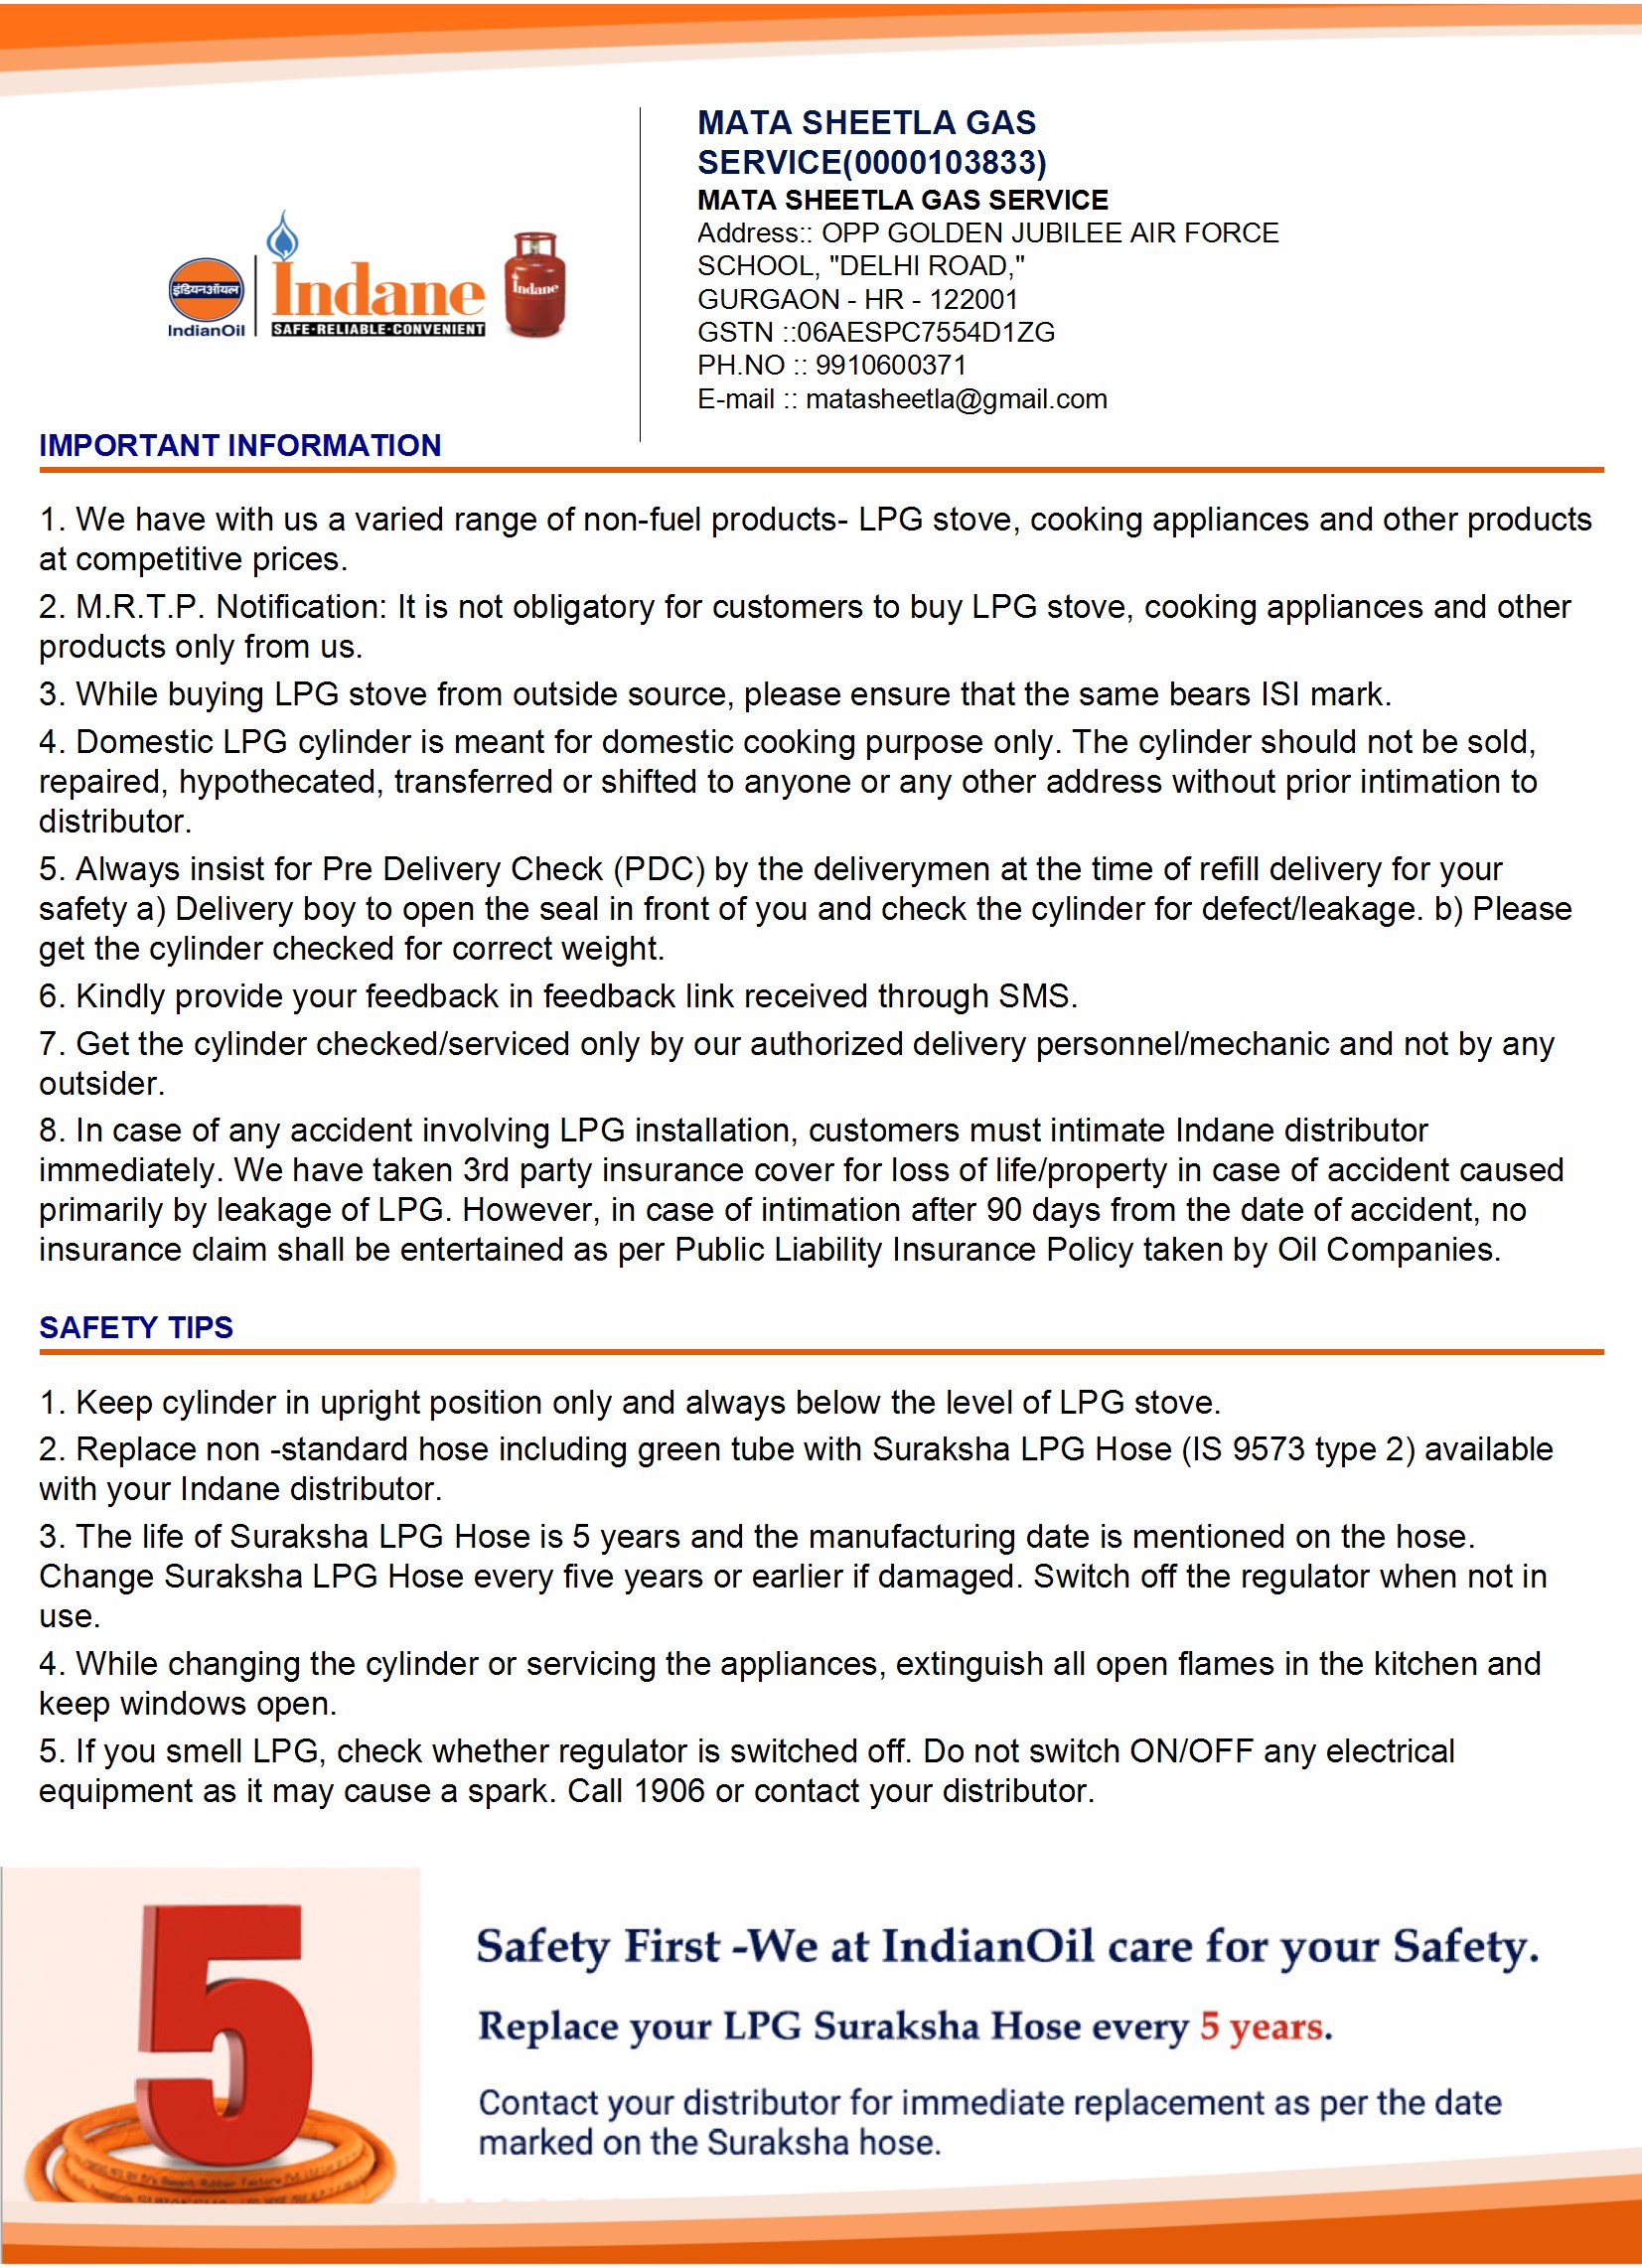 MATA SHEETLA GAS
SERVICE(0000103833)
MATA SHEETLA GAS SERVICE
Address:: OPP GOLDEN JUBILEE AIR FORCE
SCHOOL, "DELHI ROAD,"
GURGAON - HR - 122001
GSTN ::06AESPC7554D1ZG
PH.NO :: 9910600371
E-mail :: matasheetla@gmail.com
इंडियनऑयल
IndianOil
Indane
SAFE·RELIABLE·CONVENIENT
Indane
IMPORTANT INFORMATION
1. We have with us a varied range of non-fuel products- LPG stove, cooking appliances and other products
at competitive prices.
2. M.R.T.P. Notification: It is not obligatory for customers to buy LPG stove, cooking appliances and other
products only from us.
3. While buying LPG stove from outside source, please ensure that the same bears ISI mark.
4. Domestic LPG cylinder is meant for domestic cooking purpose only. The cylinder should not be sold,
repaired, hypothecated, transferred or shifted to anyone or any other address without prior intimation to
distributor.
5. Always insist for Pre Delivery Check (PDC) by the deliverymen at the time of refill delivery for your
safety a) Delivery boy to open the seal in front of you and check the cylinder for defect/leakage. b) Please
get the cylinder checked for correct weight.
6. Kindly provide your feedback in feedback link received through SMS.
7. Get the cylinder checked/serviced only by our authorized delivery personnel/mechanic and not by any
outsider.
8. In case of any accident involving LPG installation, customers must intimate Indane distributor
immediately. We have taken 3rd party insurance cover for loss of life/property in case of accident caused
primarily by leakage of LPG. However, in case of intimation after 90 days from the date of accident, no
insurance claim shall be entertained as per Public Liability Insurance Policy taken by Oil Companies.
SAFETY TIPS
1. Keep cylinder in upright position only and always below the level of LPG stove.
2. Replace non -standard hose including green tube with Suraksha LPG Hose (IS 9573 type 2) available
with your Indane distributor.
3. The life of Suraksha LPG Hose is 5 years and the manufacturing date is mentioned on the hose.
Change Suraksha LPG Hose every five years or earlier if damaged. Switch off the regulator when not in
use.
4. While changing the cylinder or servicing the appliances, extinguish all open flames in the kitchen and
keep windows open.
5. If you smell LPG, check whether regulator is switched off. Do not switch ON/OFF any electrical
equipment as it may cause a spark. Call 1906 or contact your distributor.
5
Safety First -We at IndianOil care for your Safety.
Replace your LPG Suraksha Hose every 5 years.
Contact your distributor for immediate replacement as per the date
marked on the Suraksha hose.